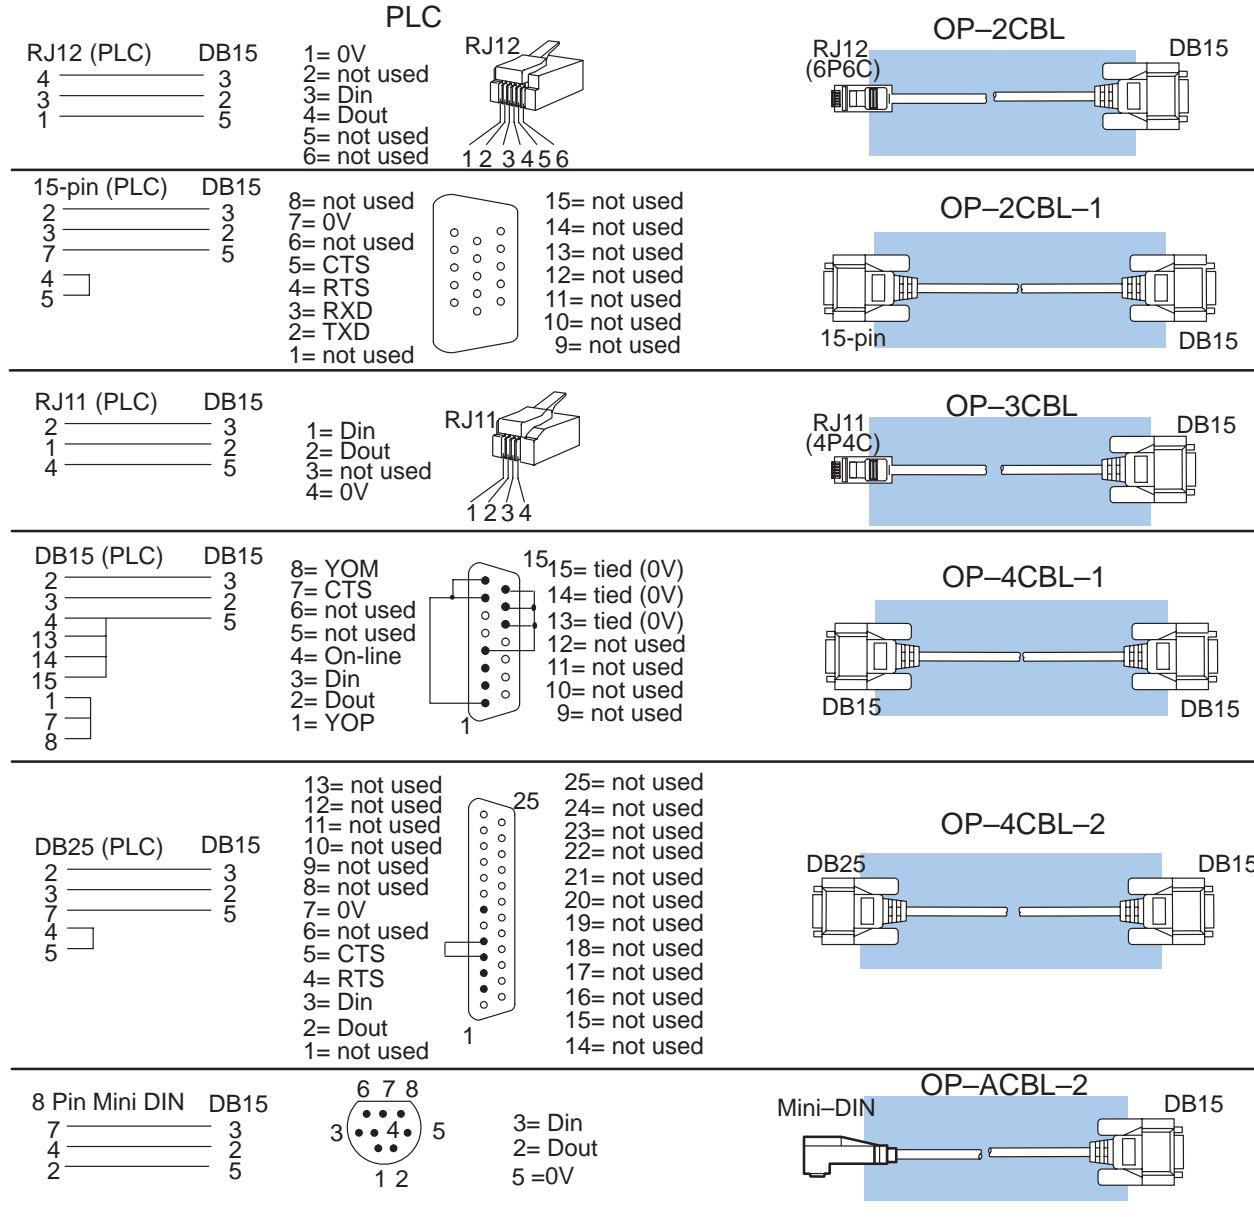 PLC
RJ12 (PLC) DB15
4 3
3 2
1 5
1= 0V
2= not used
3= Din
4= Dout
5= not used
6= not used
RJ12
1 2 3 4 5 6
OP–2CBL
RJ12
(6P6C)
DB15
15-pin (PLC) DB15
2 3
3 2
7 5
4
5
8= not used
7= 0V
6= not used
5= CTS
4= RTS
3= RXD
2= TXD
1= not used
15= not used
14= not used
13= not used
12= not used
11= not used
10= not used
9= not used
OP–2CBL–1
15-pin
DB15
RJ11 (PLC) DB15
2 3
1 2
4 5
1= Din
2= Dout
3= not used
4= 0V
RJ11
1 2 3 4
OP–3CBL
RJ11
(4P4C)
DB15
DB15 (PLC) DB15
2 3
3 2
4 5
13
14
15
1
7
8
8= YOM
7= CTS
6= not used
5= not used
4= On-line
3= Din
2= Dout
1= YOP
15
1
15= tied (0V)
14= tied (0V)
13= tied (0V)
12= not used
11= not used
10= not used
9= not used
OP–4CBL–1
DB15
DB15
DB25 (PLC) DB15
2 3
3 2
7 5
4
5
13= not used
12= not used
11= not used
10= not used
9= not used
8= not used
7= 0V
6= not used
5= CTS
4= RTS
3= Din
2= Dout
1= not used
25
1
25= not used
24= not used
23= not used
22= not used
21= not used
20= not used
19= not used
18= not used
17= not used
16= not used
15= not used
14= not used
OP–4CBL–2
DB25
DB15
8 Pin Mini DIN DB15
7 3
4 2
2 5
6 7 8
3 4 5
1 2
3= Din
2= Dout
5 =0V
OP–ACBL–2
Mini–DIN
DB15